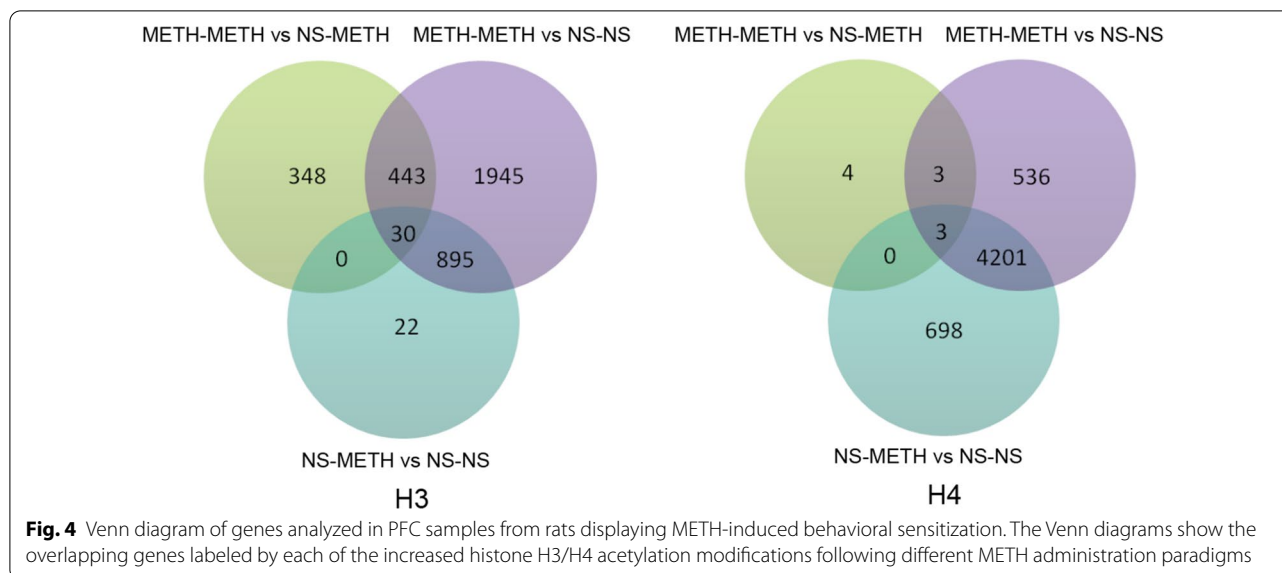 METH-METH vs NS-METH METH-METH vs NS-NS
348 443 1945
30
0 895
22
NS-METH vs NS-NS
H3
METH-METH vs NS-METH METH-METH vs NS-NS
4 3 536
3
0 4201
698
NS-METH vs NS-NS
H4
Fig. 4 Venn diagram of genes analyzed in PFC samples from rats displaying METH-induced behavioral sensitization. The Venn diagrams show the
overlapping genes labeled by each of the increased histone H3/H4 acetylation modifications following different METH administration paradigms